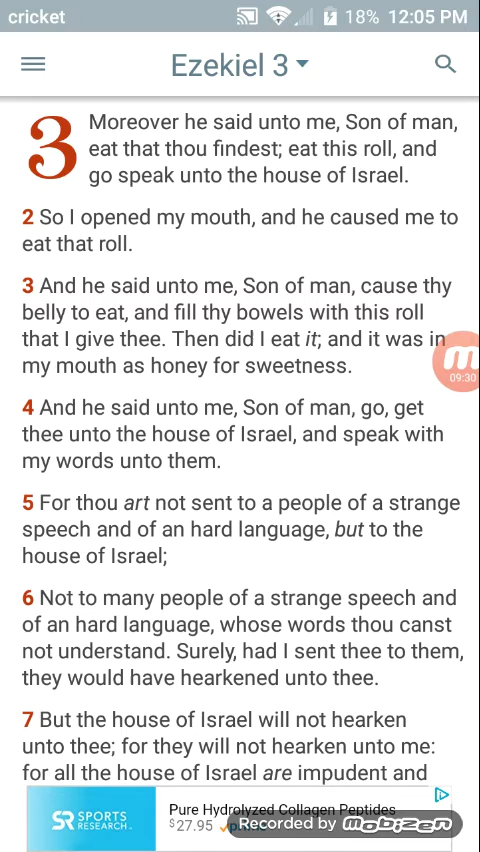 cricket 18% 12:05 PM
Ezekiel 3
3 Moreover he said unto me, Son of man,
eat that thou findest; eat this roll, and
go speak unto the house of Israel.
2 So I opened my mouth, and he caused me to
eat that roll.
3 And he said unto me, Son of man, cause thy
belly to eat, and fill thy bowels with this roll
that I give thee. Then did I eat it; and it was in
my mouth as honey for sweetness.
09:30
4 And he said unto me, Son of man, go, get
thee unto the house of Israel, and speak with
my words unto them.
5 For thou art not sent to a people of a strange
speech and of an hard language, but to the
house of Israel;
6 Not to many people of a strange speech and
of an hard language, whose words thou canst
not understand. Surely, had I sent thee to them,
they would have hearkened unto thee.
7 But the house of Israel will not hearken
unto thee; for they will not hearken unto me:
for all the house of Israel are impudent and
SR SPORTS
RESEARCH
Pure Hydrolyzed Collagen Peptides
$27.95
Recorded by mobizen